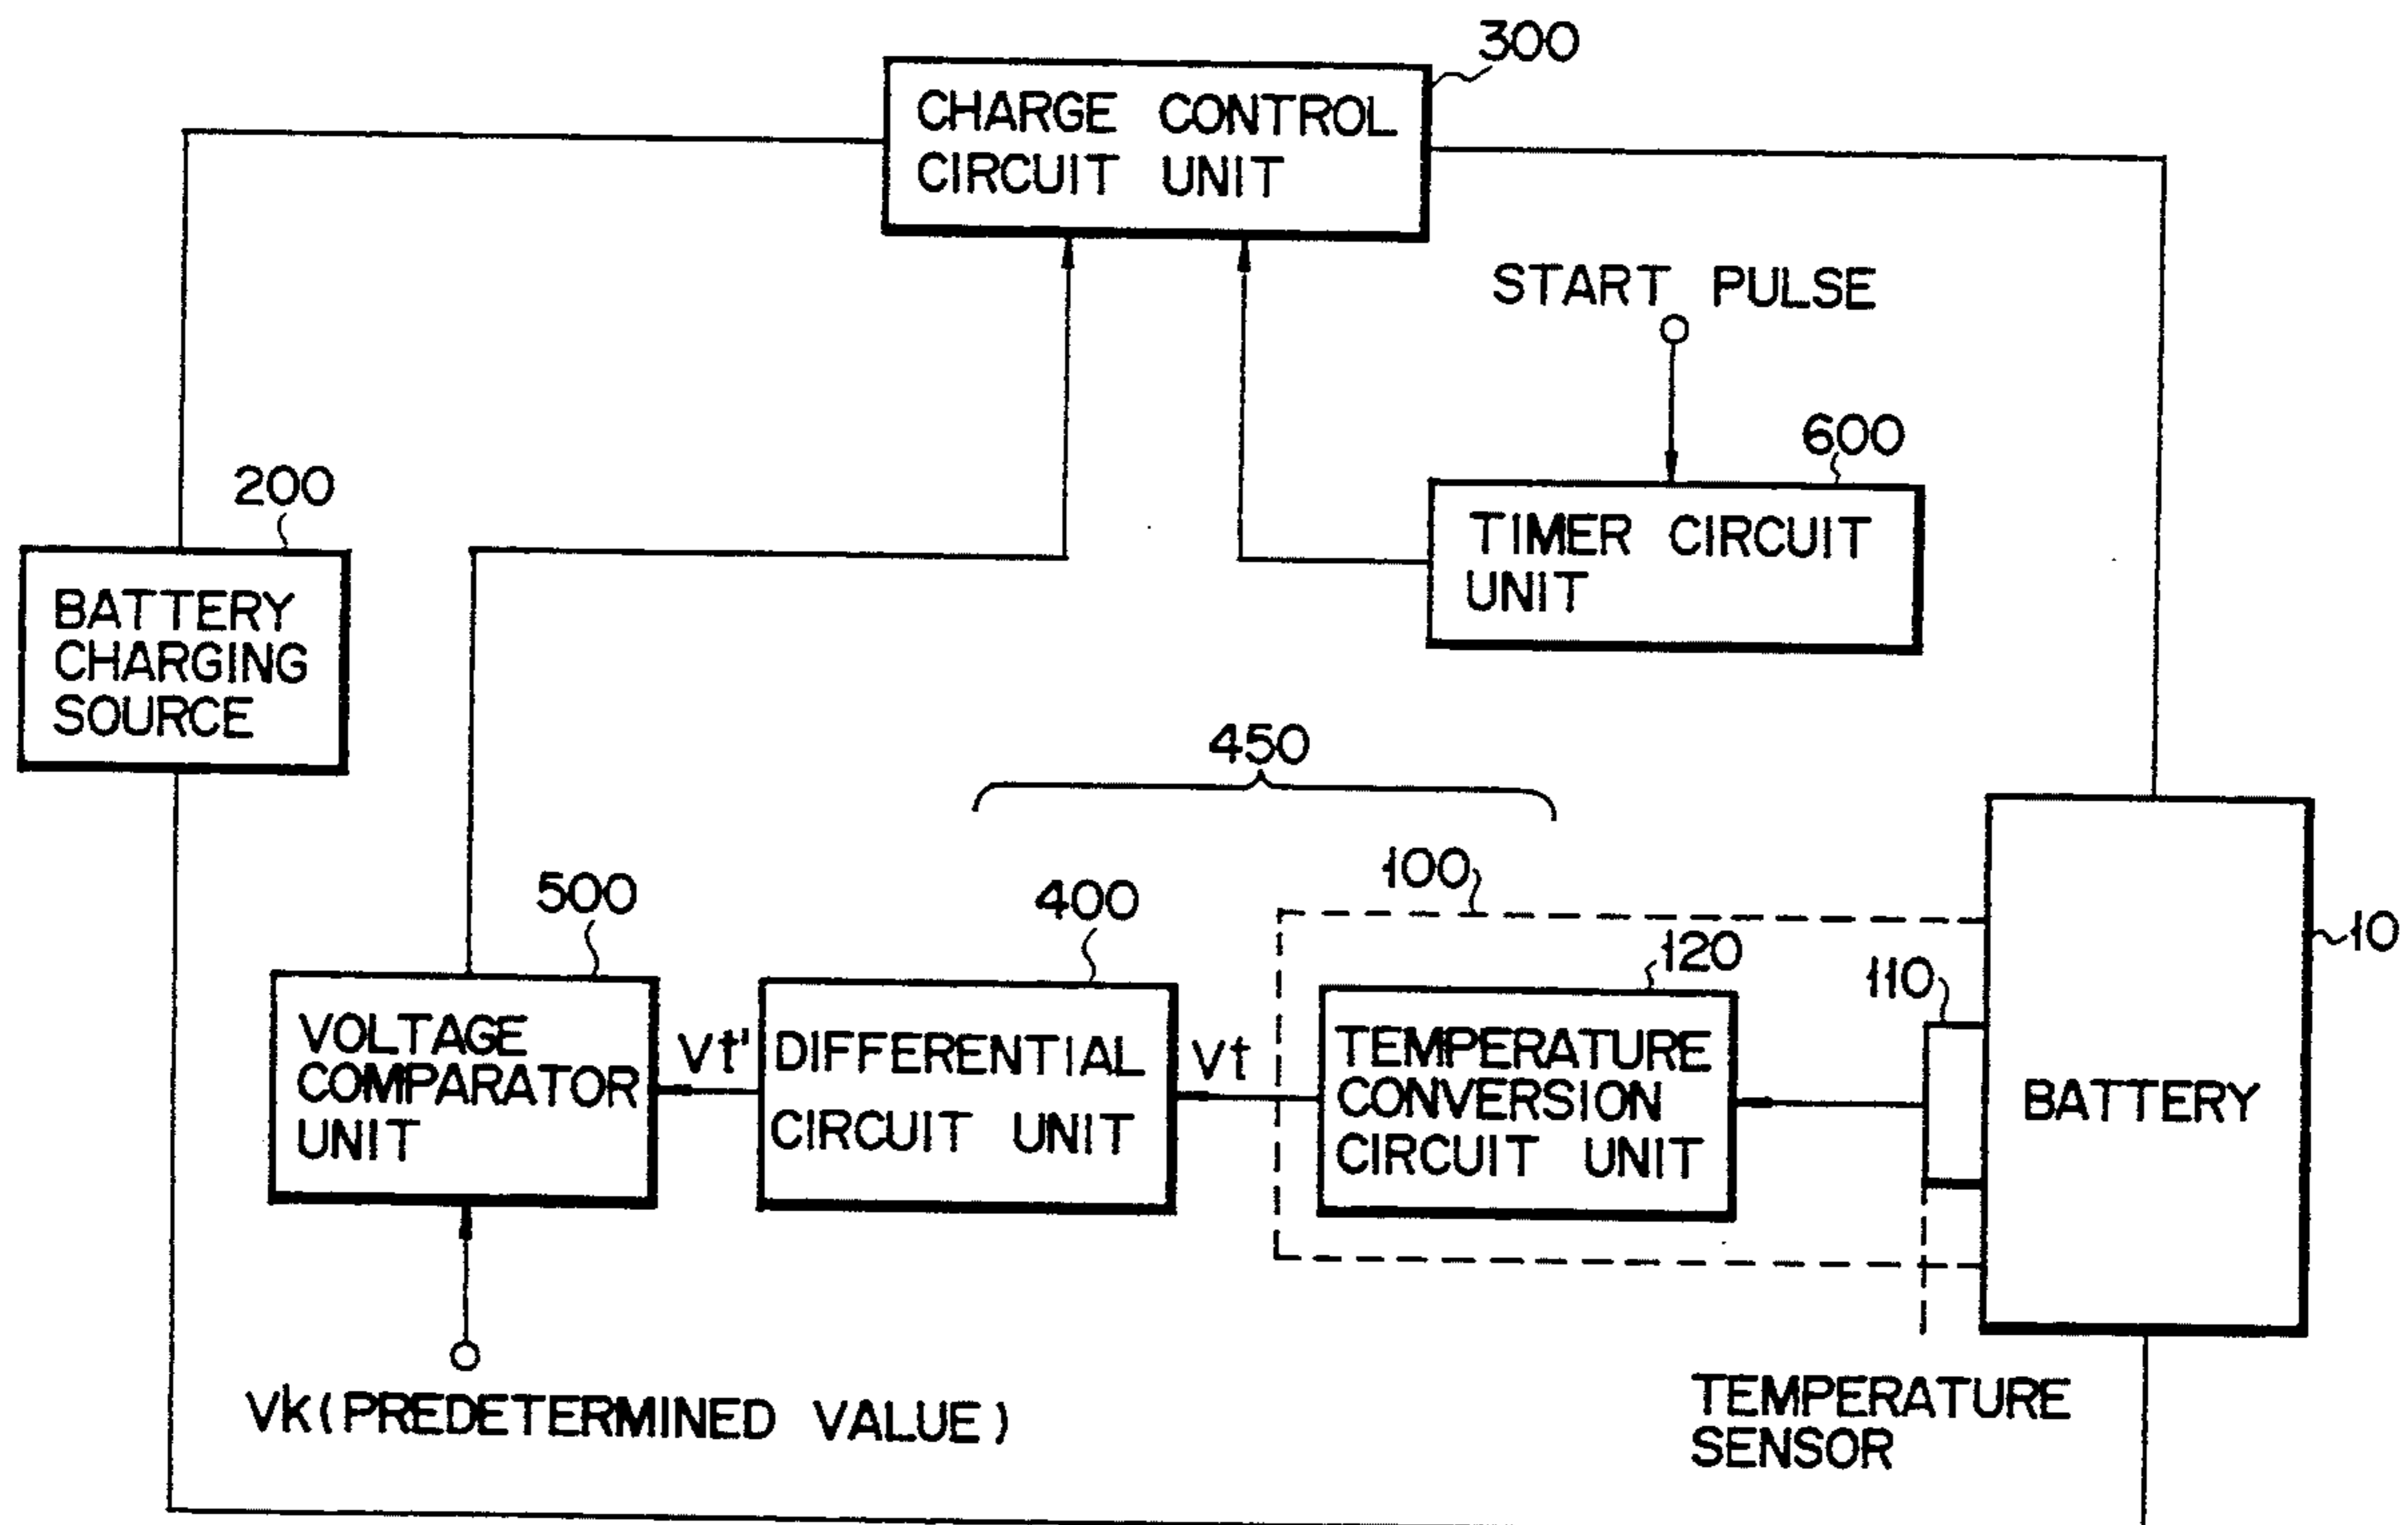 300
CHARGE CONTROL
CIRCUIT UNIT
START PULSE
600
TIMER CIRCUIT
UNIT
200
BATTERY
CHARGING
SOURCE
450
100
500
400
120
110
10
VOLTAGE
COMPARATOR
UNIT
Vt'
DIFFERENTIAL
CIRCUIT UNIT
Vt
TEMPERATURE
CONVERSION
CIRCUIT UNIT
BATTERY
Vk(PREDETERMINED VALUE)
TEMPERATURE
SENSOR